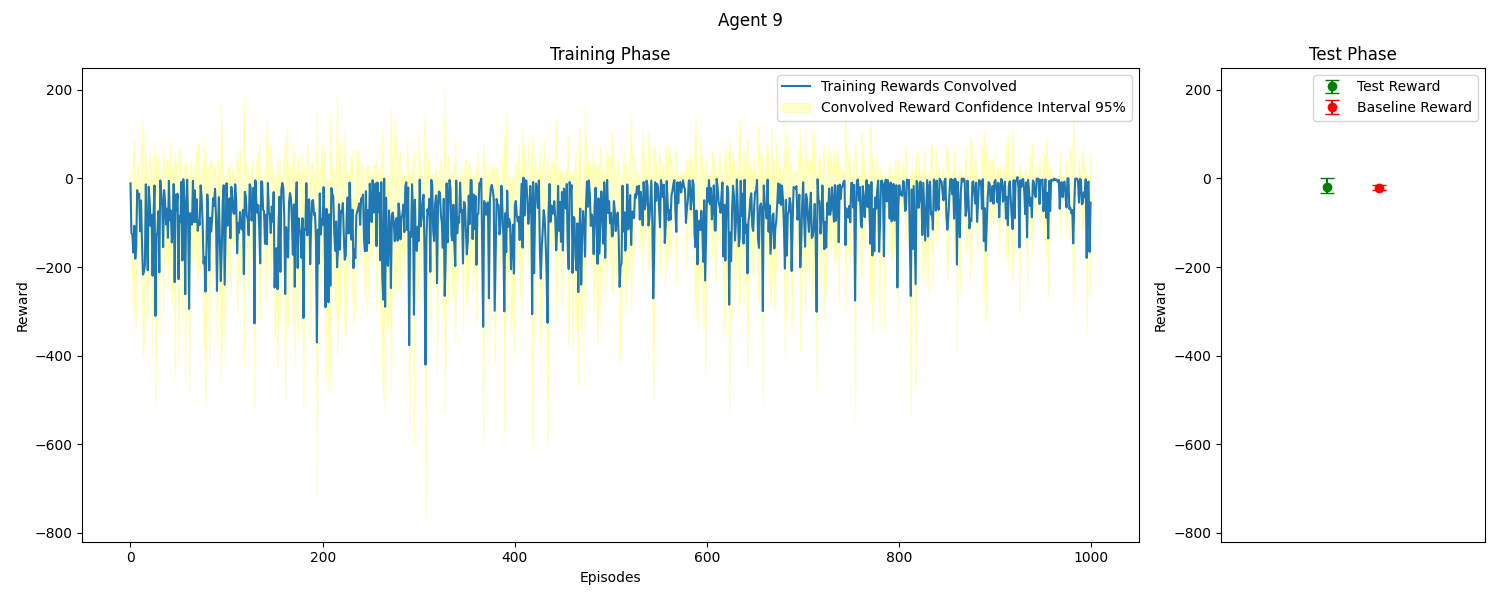 Agent 9
Training Phase
Training Rewards Convolved
Convolved Reward Confidence Interval 95%
200
0
−200
−400
−600
−800
Reward
0
200
400
600
800
1000
Episodes
Test Phase
Test Reward
Baseline Reward
200
0
−200
−400
−600
−800
Reward